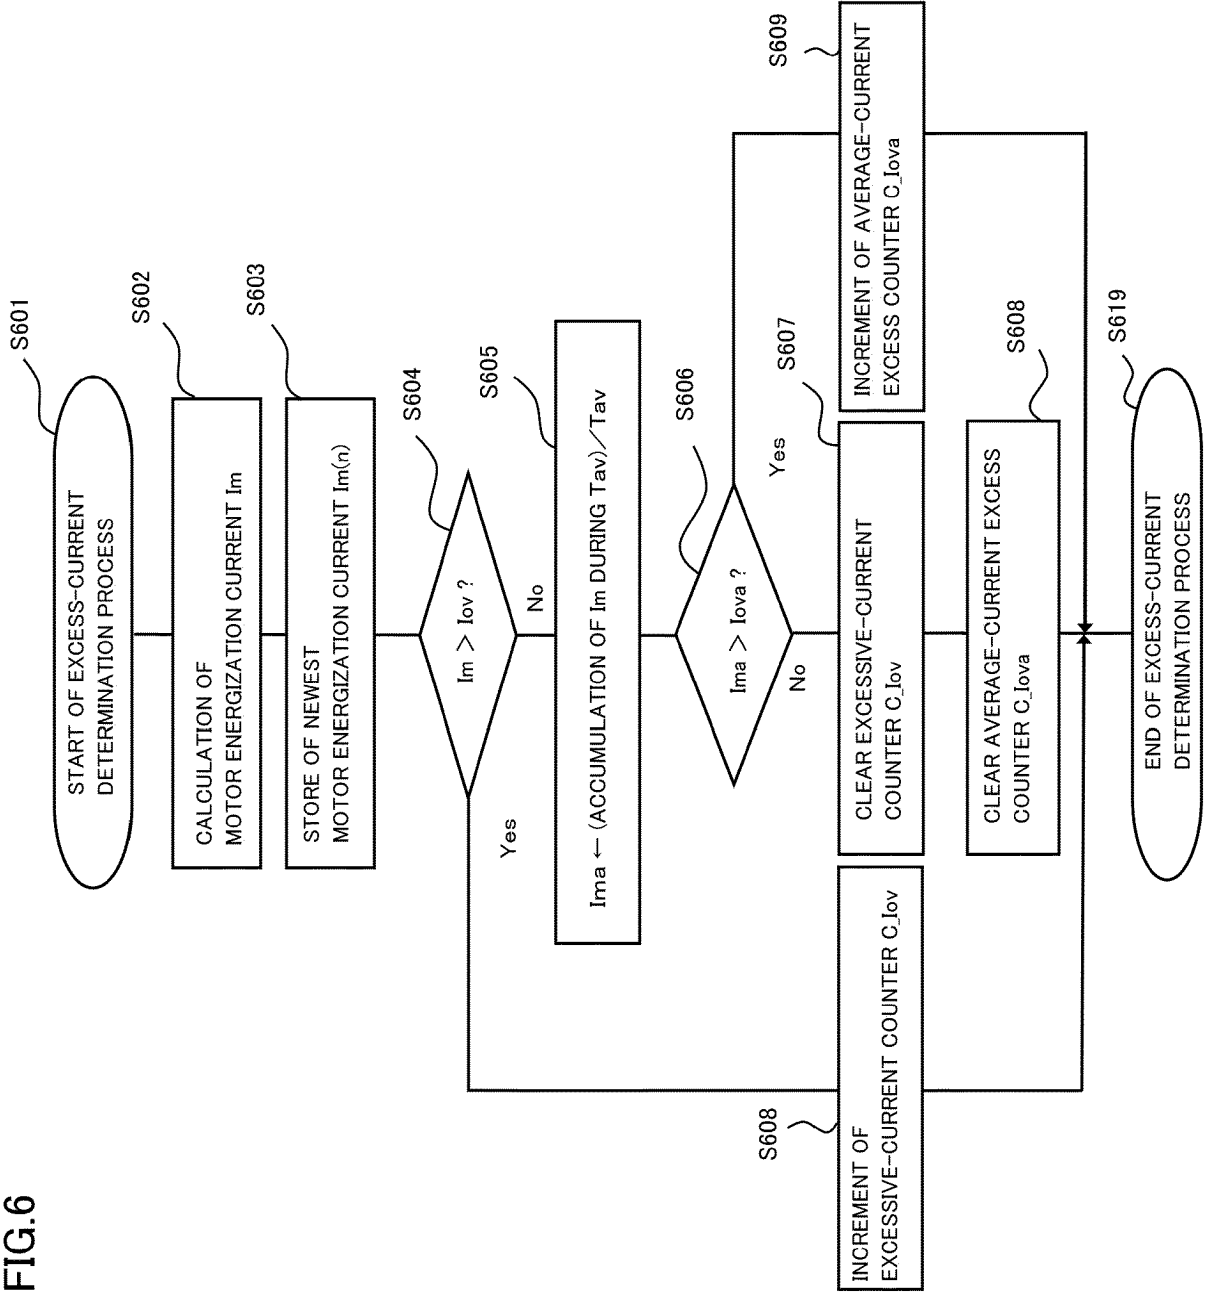 FIG.6
START OF EXCESS-CURRENT
DETERMINATION PROCESS
S601
CALCULATION OF
MOTOR ENERGIZATION CURRENT Im
S602
STORE OF NEWEST
MOTOR ENERGIZATION CURRENT Im(n)
S603
Im > Iov ?
S604
Yes
No
Ima ← (ACCUMULATION OF Im DURING Tav)/Tav
S605
Ima > Iova ?
S606
Yes
No
INCREMENT OF
EXCESSIVE-CURRENT COUNTER C_Iov
S608
CLEAR EXCESSIVE-CURRENT
COUNTER C_Iov
S607
INCREMENT OF AVERAGE-CURRENT
EXCESS COUNTER C_Iova
S609
CLEAR AVERAGE-CURRENT EXCESS
COUNTER C_Iova
S608
END OF EXCESS-CURRENT
DETERMINATION PROCESS
S619